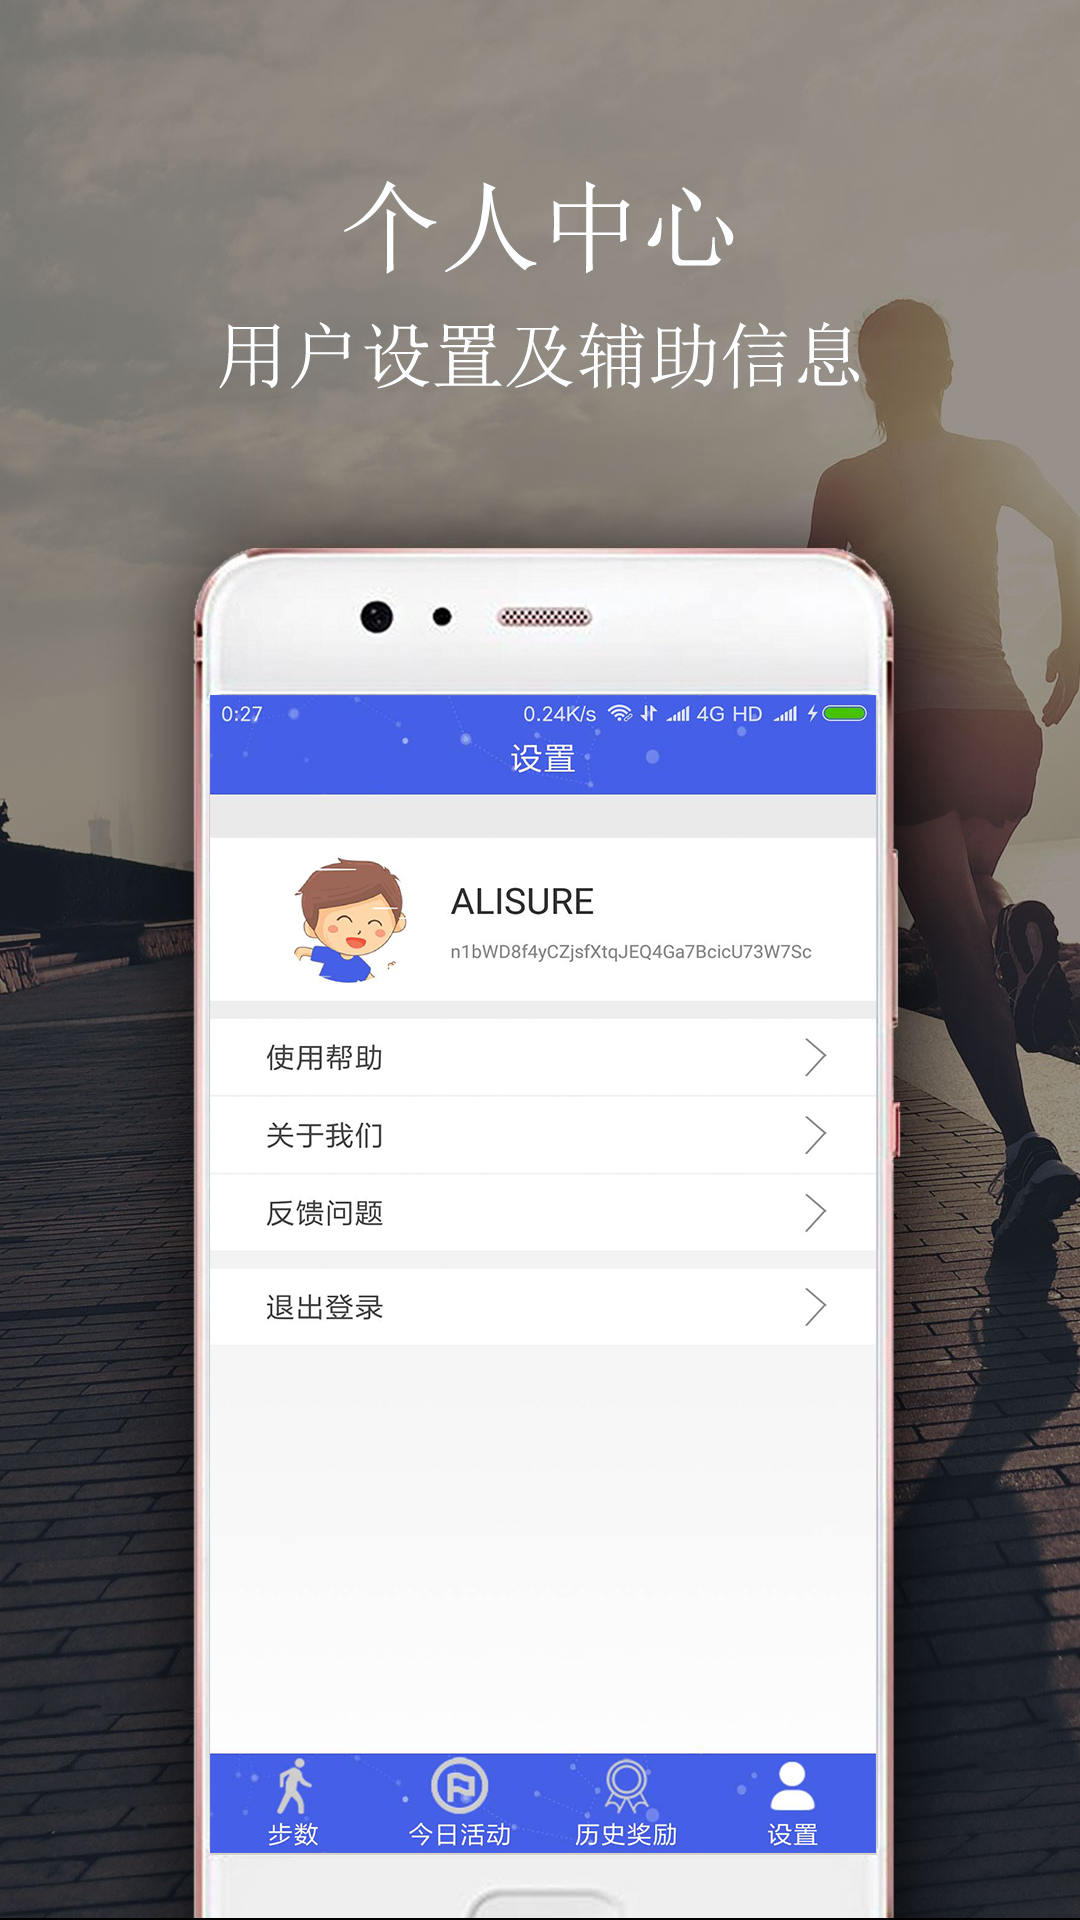 个人中心
用户设置及辅助信息
0:27 0.24K/s 4G HD
设置
ALISURE
n1bWD8f4yCZjsfXtqJEQ4Ga7BcicU73W7Sc
使用帮助
关于我们
反馈问题
退出登录
步数 今日活动 历史奖励 设置